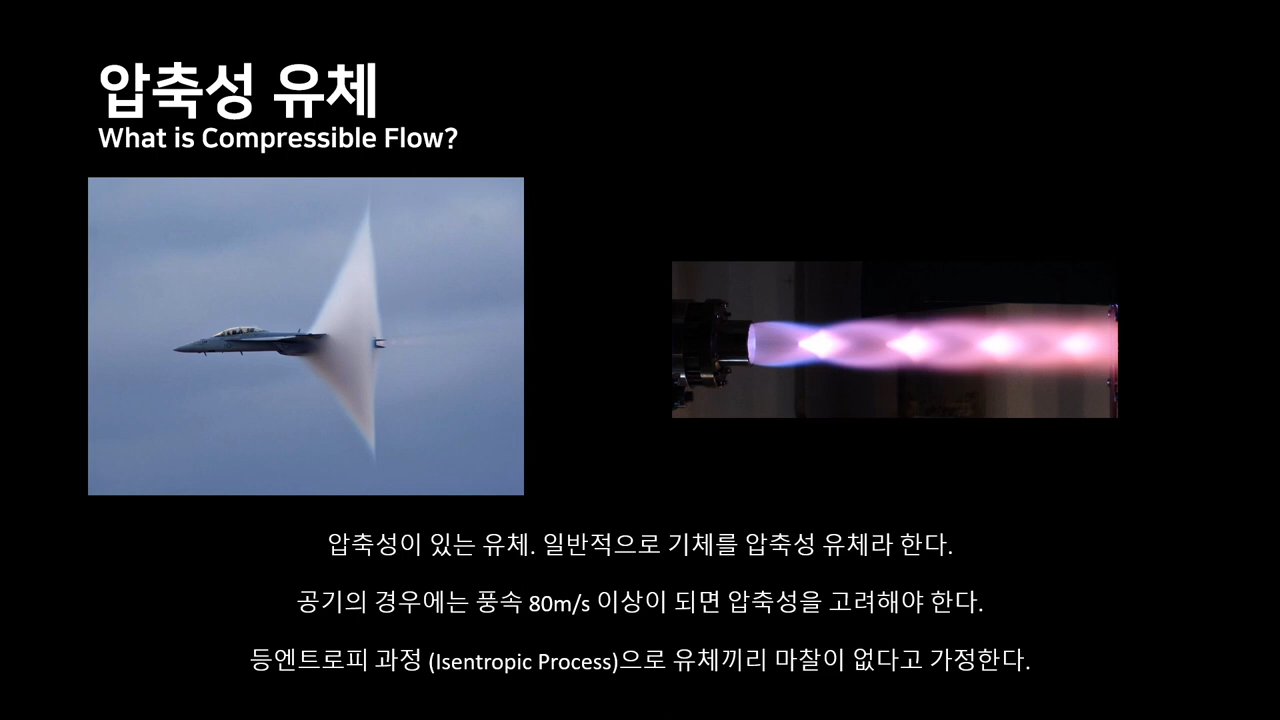 압축성 유체
What is Compressible Flow?
압축성이 있는 유체. 일반적으로 기체를 압축성 유체라 한다.
공기의 경우에는 풍속 80m/s 이상이 되면 압축성을 고려해야 한다.
등엔트로피 과정 (Isentropic Process)으로 유체끼리 마찰이 없다고 가정한다.